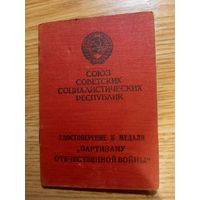 СОЮЗ
СОВЕТСКИХ
СОЦИАЛИСТИЧЕСКИХ
РЕСПУБЛИК
УДОСТОВЕРЕНИЕ К МЕДАЛИ
„ПАРТИЗАНУ
ОТЕЧЕСТВЕННОЙ ВОЙНЫ"